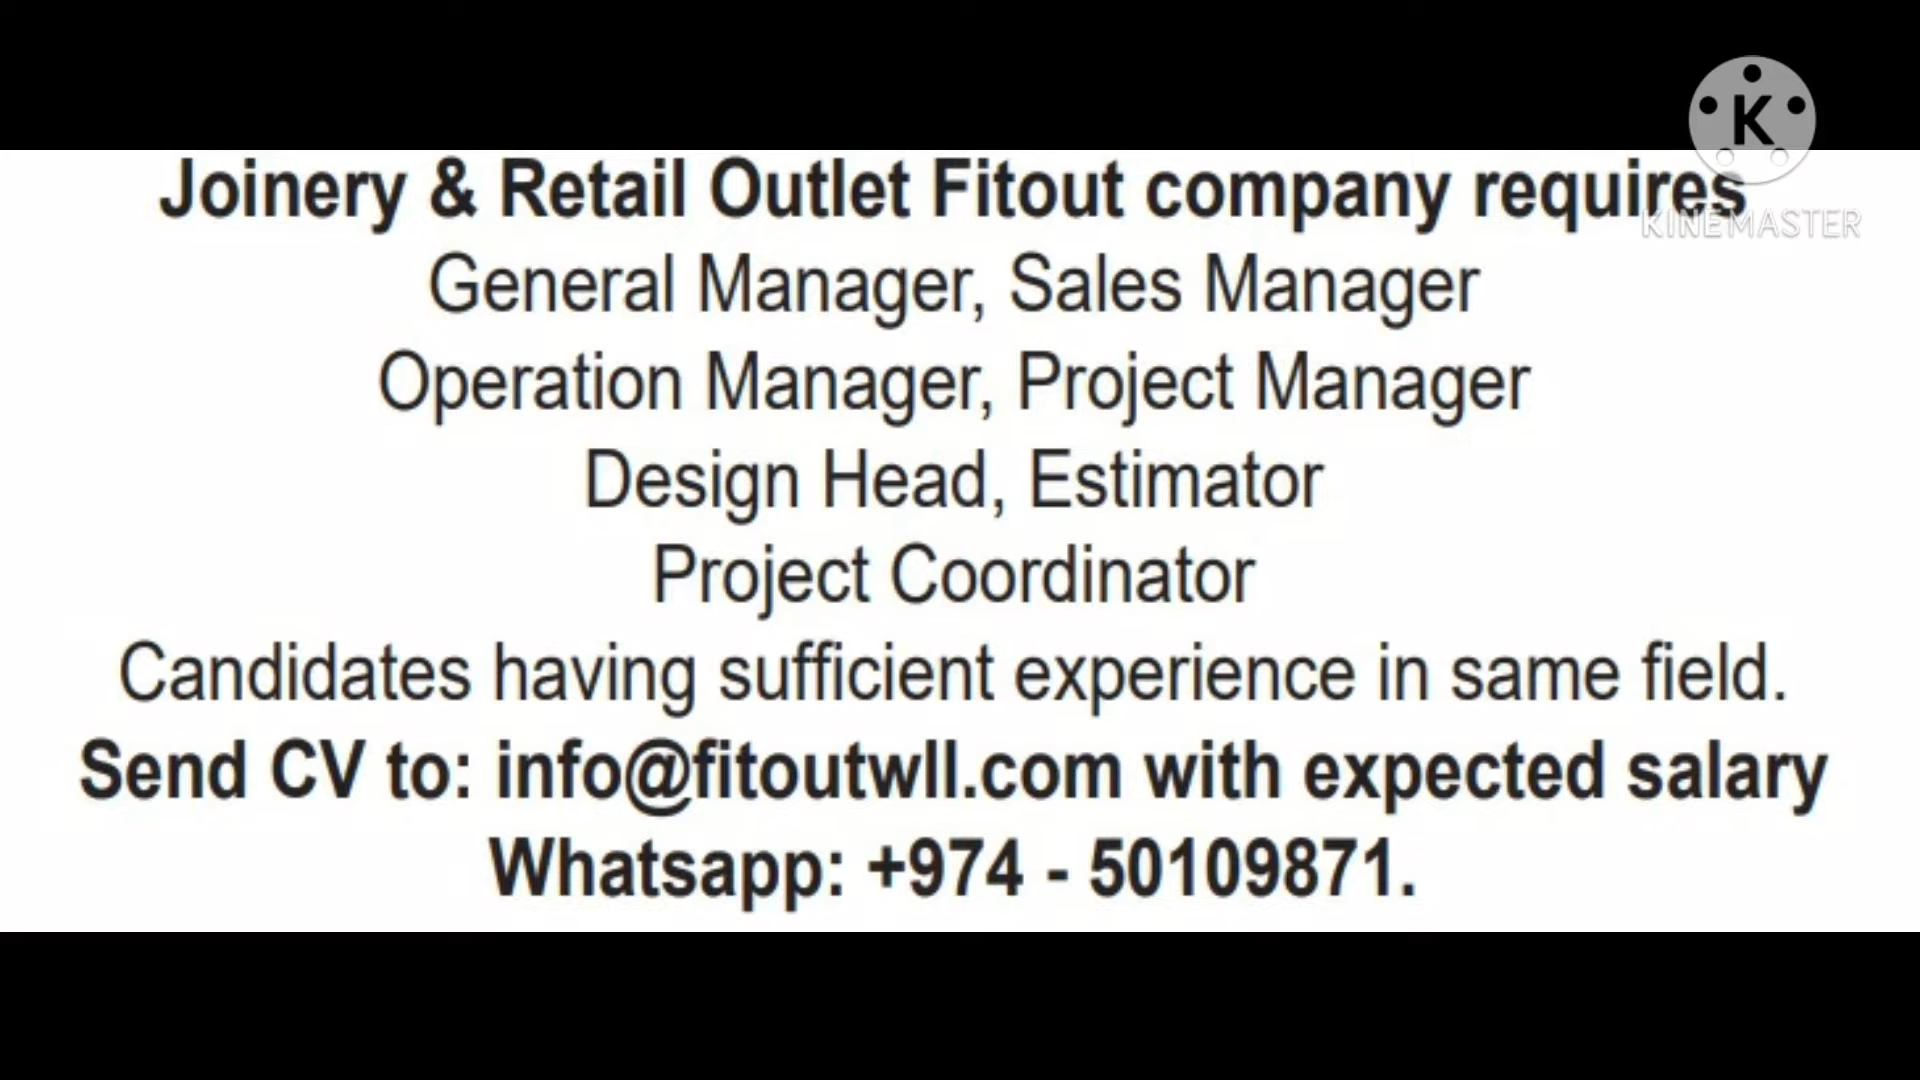 K
Joinery & Retail Outlet Fitout company requires
KINEMASTER
General Manager, Sales Manager
Operation Manager, Project Manager
Design Head, Estimator
Project Coordinator
Candidates having sufficient experience in same field.
Send CV to: info@fitoutwll.com with expected salary
Whatsapp: +974 - 50109871.